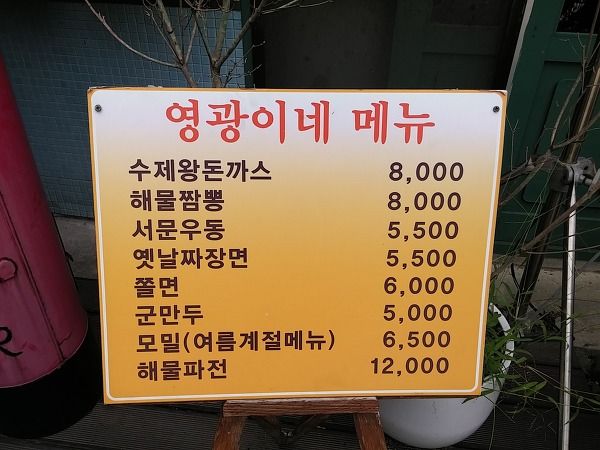 영광이네 메뉴
수제왕돈까스 8,000
해물짬뽕 8,000
서문우동 5,500
옛날짜장면 5,500
쫄면 6,000
군만두 5,000
모밀(여름계절메뉴) 6,500
해물파전 12,000